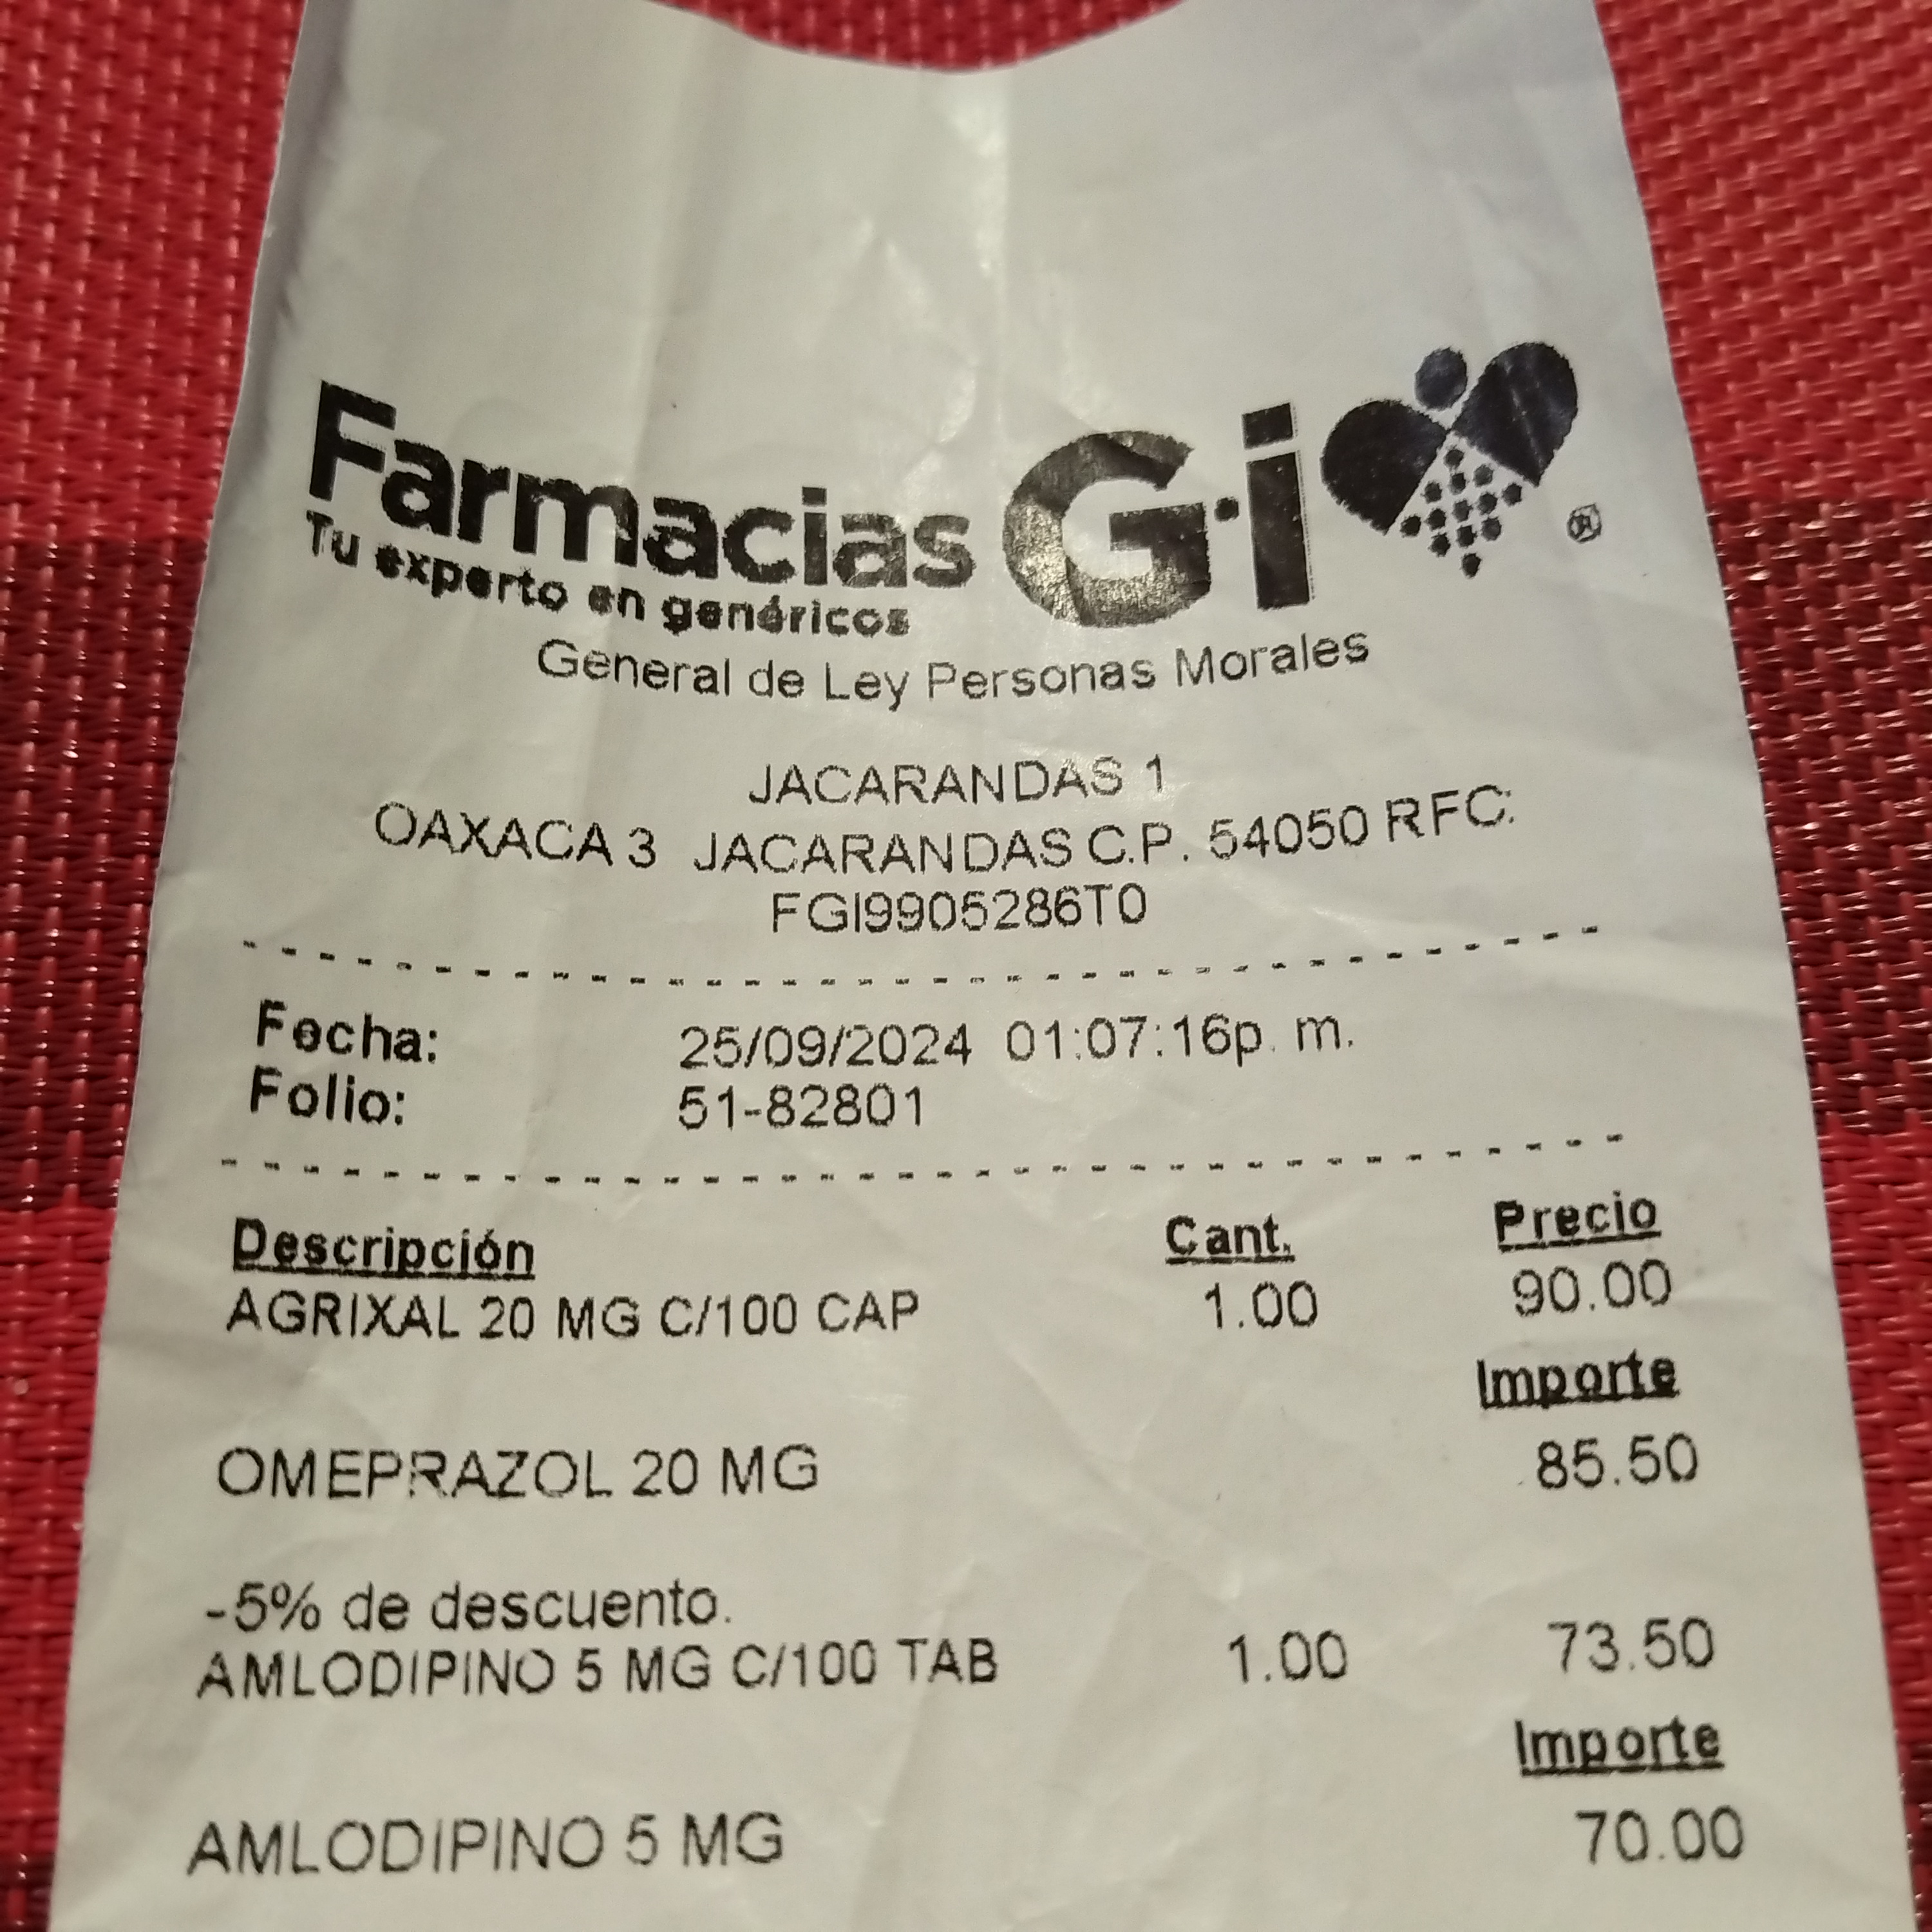 Farmacias G·i ®
Tu experto en genéricos
General de Ley Personas Morales
JACARANDAS 1
OAXACA 3 JACARANDAS C.P. 54050 RFC:
FGI9905286T0
Fecha: 25/09/2024 01:07:16p. m.
Folio: 51-82801
Descripción Cant. Precio
AGRIXAL 20 MG C/100 CAP 1.00 90.00
Importe
OMEPRAZOL 20 MG 85.50
-5% de descuento.
AMLODIPINO 5 MG C/100 TAB 1.00 73.50
Importe
AMLODIPINO 5 MG 70.00